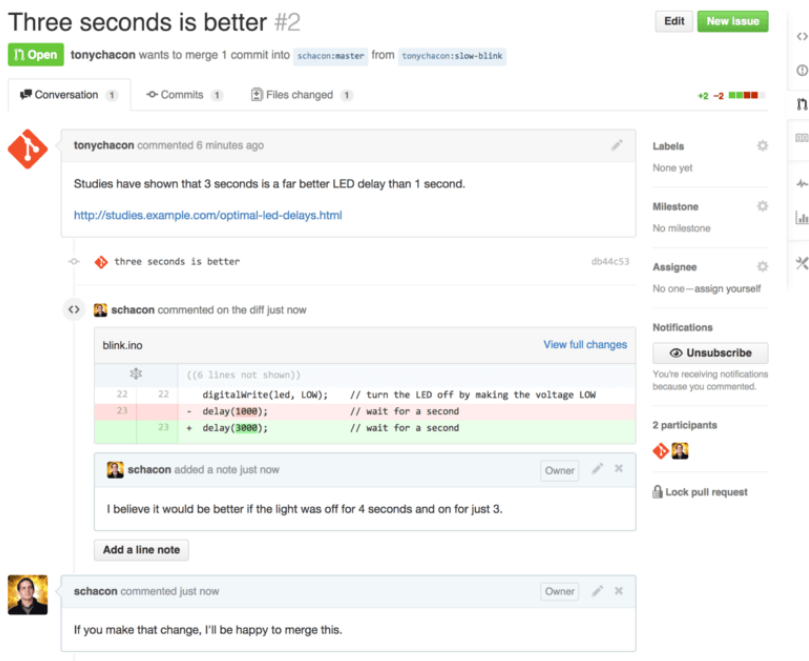 Three seconds is better #2
Edit
New Issue
Open
tonychacon wants to merge 1 commit into schacon:master from tonychacon:slow-blink
Conversation 1
Commits 1
Files changed 1
+2 −2
tonychacon commented 6 minutes ago
Studies have shown that 3 seconds is a far better LED delay than 1 second.
http://studies.example.com/optimal-led-delays.html
three seconds is better
db44c53
schacon commented on the diff just now
blink.ino
View full changes
((6 lines not shown))
22 22 digitalWrite(led, LOW); // turn the LED off by making the voltage LOW
23 - delay(1000); // wait for a second
23 + delay(3000); // wait for a second
schacon added a note just now
Owner
I believe it would be better if the light was off for 4 seconds and on for just 3.
Add a line note
schacon commented just now
Owner
If you make that change, I'll be happy to merge this.
Labels
None yet
Milestone
No milestone
Assignee
No one—assign yourself
Notifications
Unsubscribe
You're receiving notifications
because you commented.
2 participants
Lock pull request